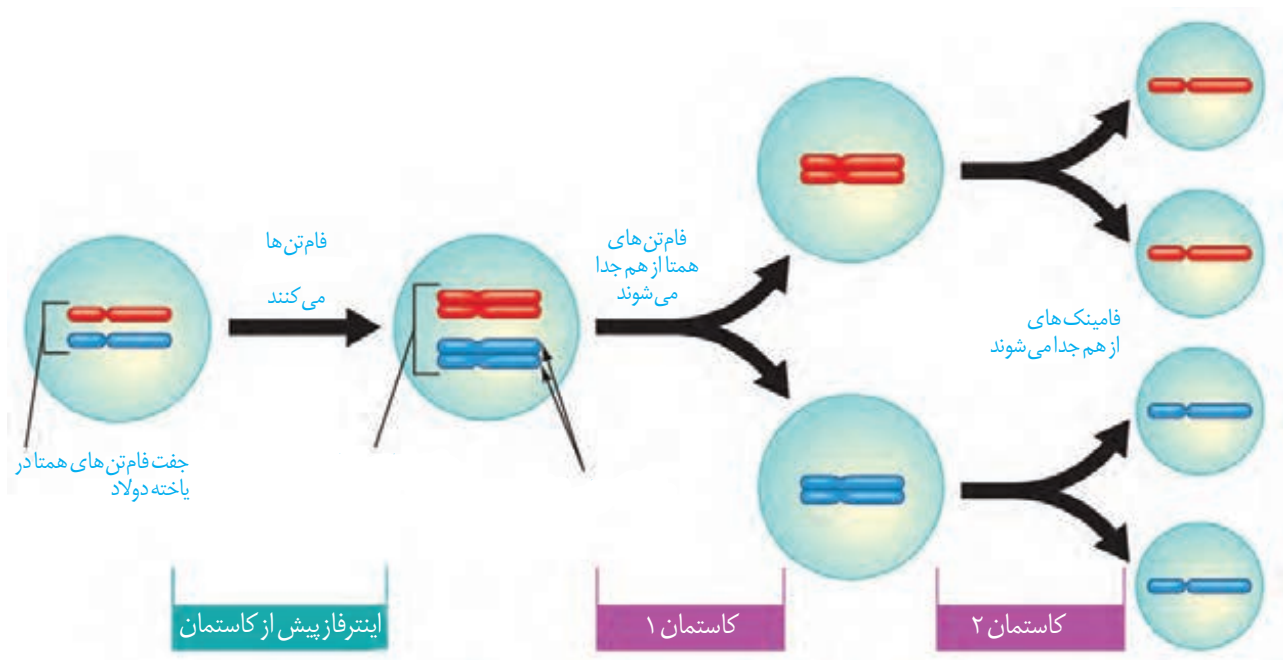 فام‌تن‌ها
می‌کنند
فام‌تن‌های
همتا از هم جدا
می‌شوند
فامینک‌های
از هم جدا می‌شوند
جفت فام‌تن‌های همتا در
یاخته دولاد
اینترفاز پیش از کاستمان
کاستمان ۱
کاستمان ۲